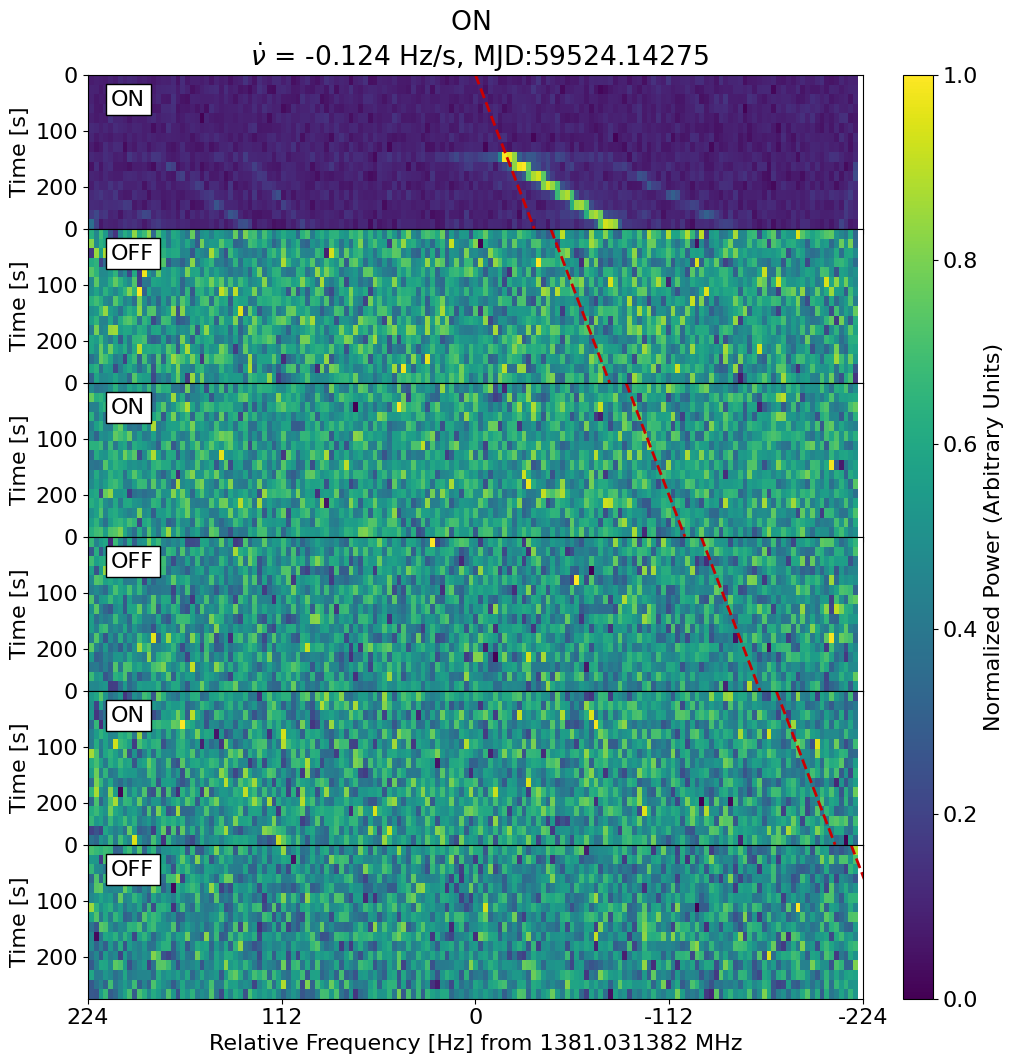 ON
ν̇ = -0.124 Hz/s, MJD:59524.14275
0
ON
100
200
Time [s]
0
OFF
100
200
Time [s]
0
ON
100
200
Time [s]
0
OFF
100
200
Time [s]
0
ON
100
200
Time [s]
0
OFF
100
200
Time [s]
224 112 0 -112 -224
Relative Frequency [Hz] from 1381.031382 MHz
1.0
0.8
0.6
0.4
0.2
0.0
Normalized Power (Arbitrary Units)